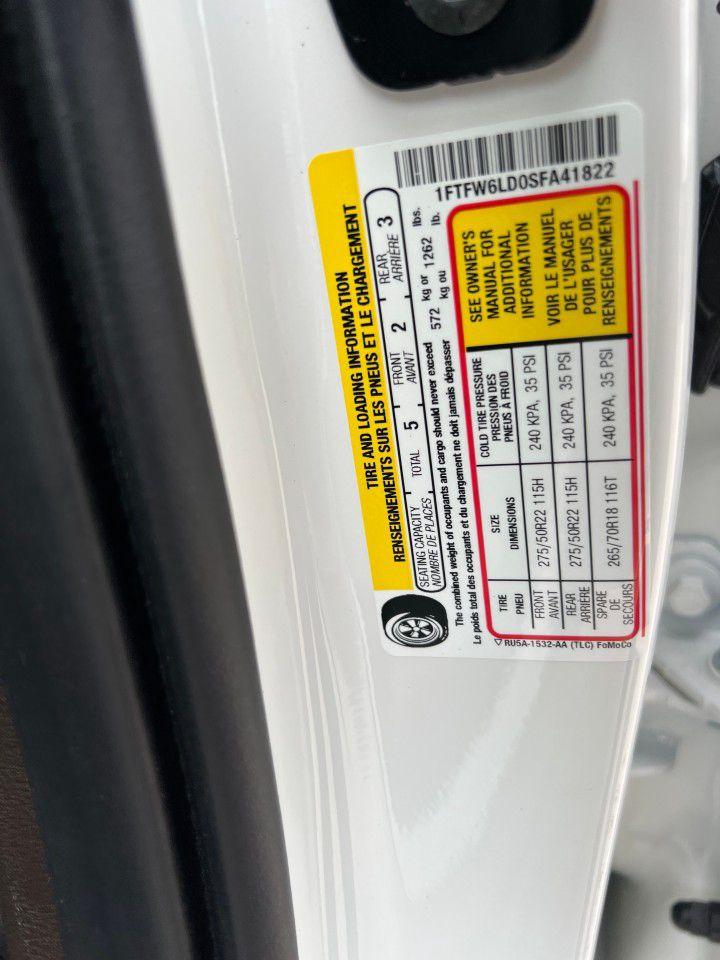 1FTFW6LD0SFA41822
TIRE AND LOADING INFORMATION
RENSEIGNEMENTS SUR LES PNEUS ET LE CHARGEMENT
SEATING CAPACITY
NOMBRE DE PLACES
TOTAL 5
FRONT
AVANT
2
REAR
ARRIÈRE
3
The combined weight of occupants and cargo should never exceed 572 kg or 1262 lbs.
Le poids total des occupants et du chargement ne doit jamais dépasser kg ou lb.
TIRE
PNEU
SIZE
DIMENSIONS
COLD TIRE PRESSURE
PRESSION DES
PNEUS À FROID
FRONT
AVANT
275/50R22 115H
240 KPA, 35 PSI
REAR
ARRIÈRE
275/50R22 115H
240 KPA, 35 PSI
SPARE
DE
SECOURS
265/70R18 116T
240 KPA, 35 PSI
SEE OWNER'S
MANUAL FOR
ADDITIONAL
INFORMATION
VOIR LE MANUEL
DE L'USAGER
POUR PLUS DE
RENSEIGNEMENTS
RU5A-1532-AA (TLC) FoMoCo